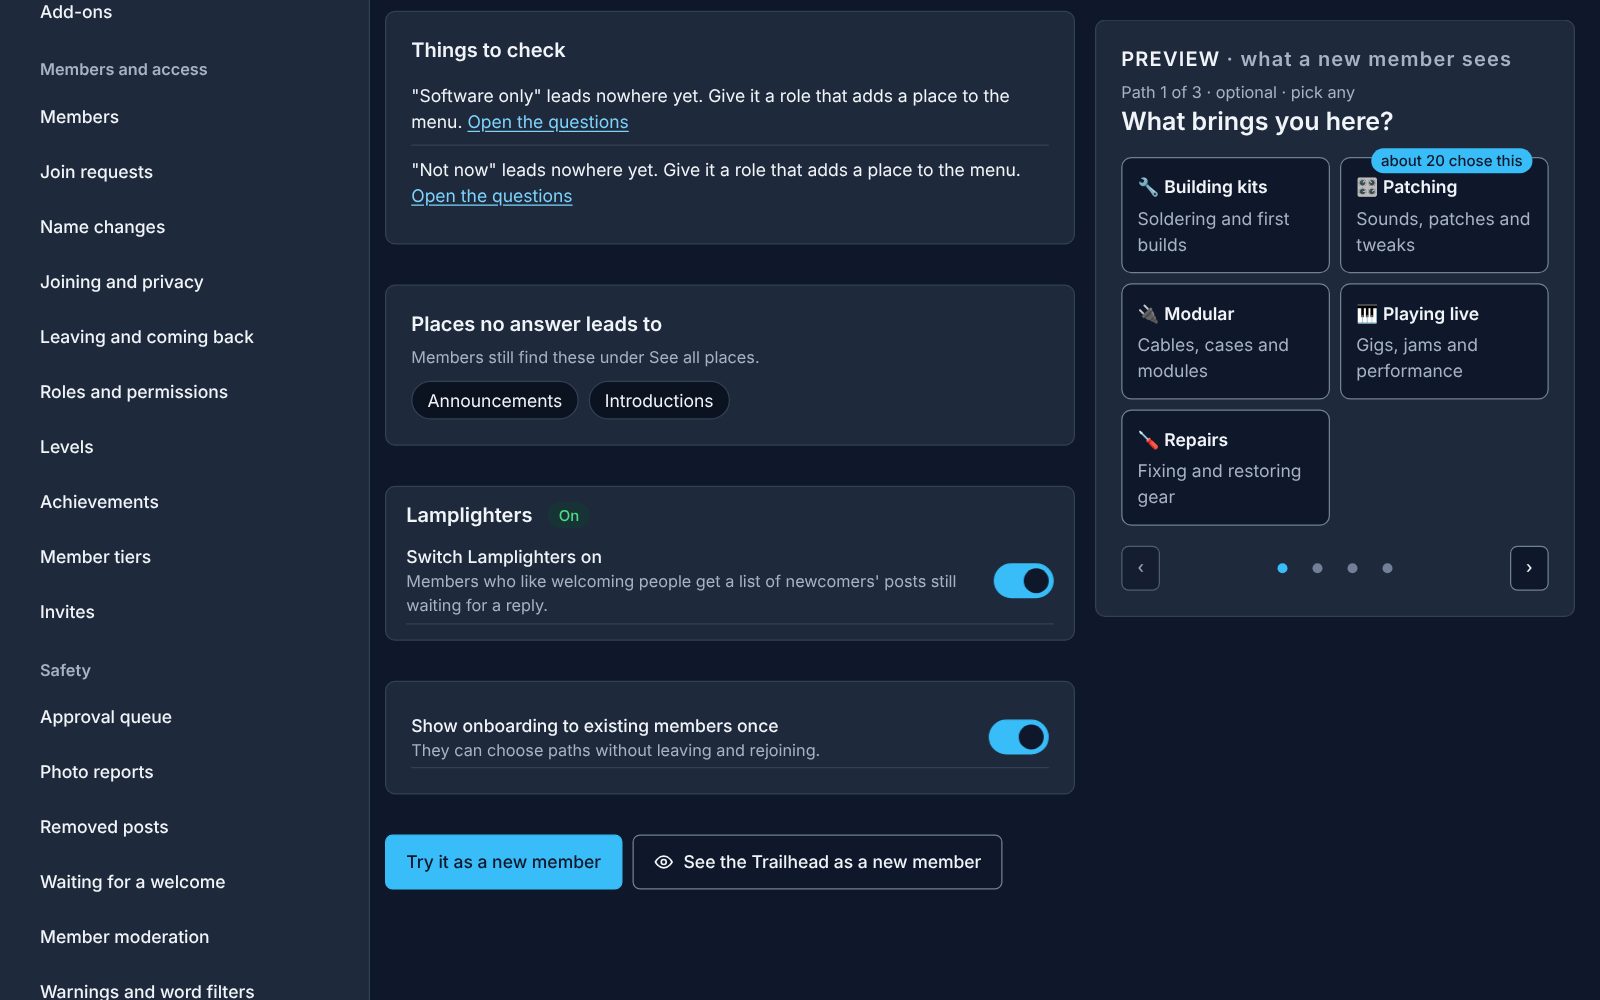 Add-ons
Members and access
Members
Join requests
Name changes
Joining and privacy
Leaving and coming back
Roles and permissions
Levels
Achievements
Member tiers
Invites
Safety
Approval queue
Photo reports
Removed posts
Waiting for a welcome
Member moderation
Warnings and word filters
Things to check
"Software only" leads nowhere yet. Give it a role that adds a place to the
menu. Open the questions
"Not now" leads nowhere yet. Give it a role that adds a place to the menu.
Open the questions
Places no answer leads to
Members still find these under See all places.
Announcements
Introductions
Lamplighters On
Switch Lamplighters on
Members who like welcoming people get a list of newcomers' posts still
waiting for a reply.
Show onboarding to existing members once
They can choose paths without leaving and rejoining.
Try it as a new member
See the Trailhead as a new member
PREVIEW · what a new member sees
Path 1 of 3 · optional · pick any
What brings you here?
Building kits
Soldering and first
builds
about 20 chose this
Patching
Sounds, patches and
tweaks
Modular
Cables, cases and
modules
Playing live
Gigs, jams and
performance
Repairs
Fixing and restoring
gear